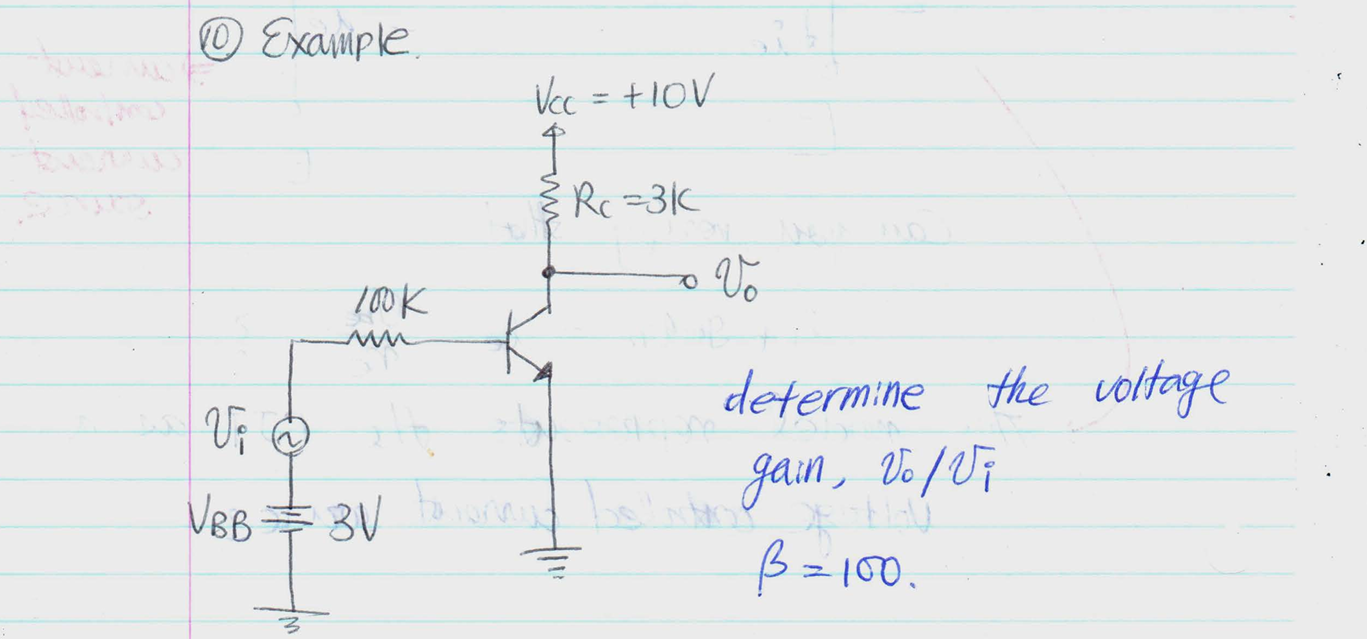 ⑩ Example.
Vcc = +10V
Rc = 3K
Vo
100K
Vi
VBB 3V
determine the voltage
gain, Vo/Vi
β = 100.